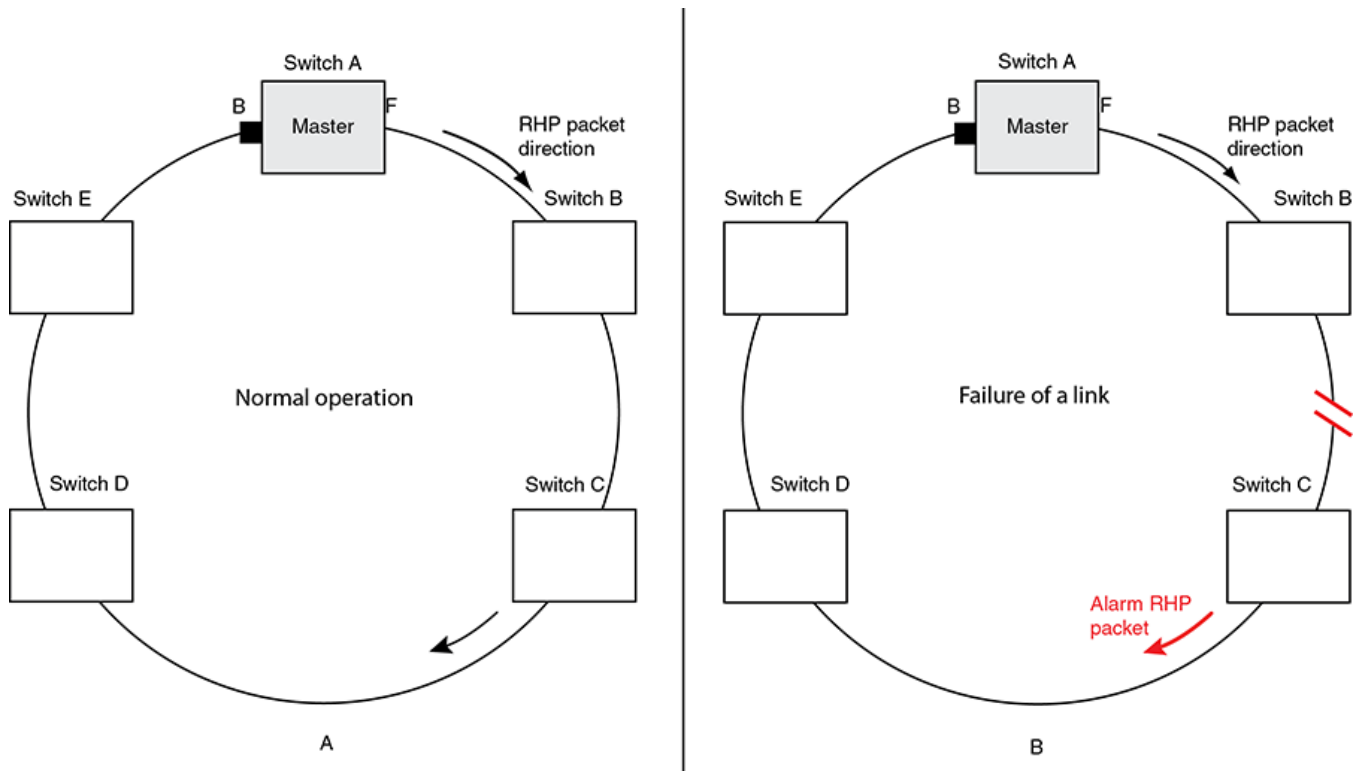 Switch A
B
F
Master
RHP packet
direction
Switch E
Switch B
Normal operation
Switch D
Switch C
A
Switch A
B
F
Master
RHP packet
direction
Switch E
Switch B
Failure of a link
Switch D
Switch C
Alarm RHP
packet
B